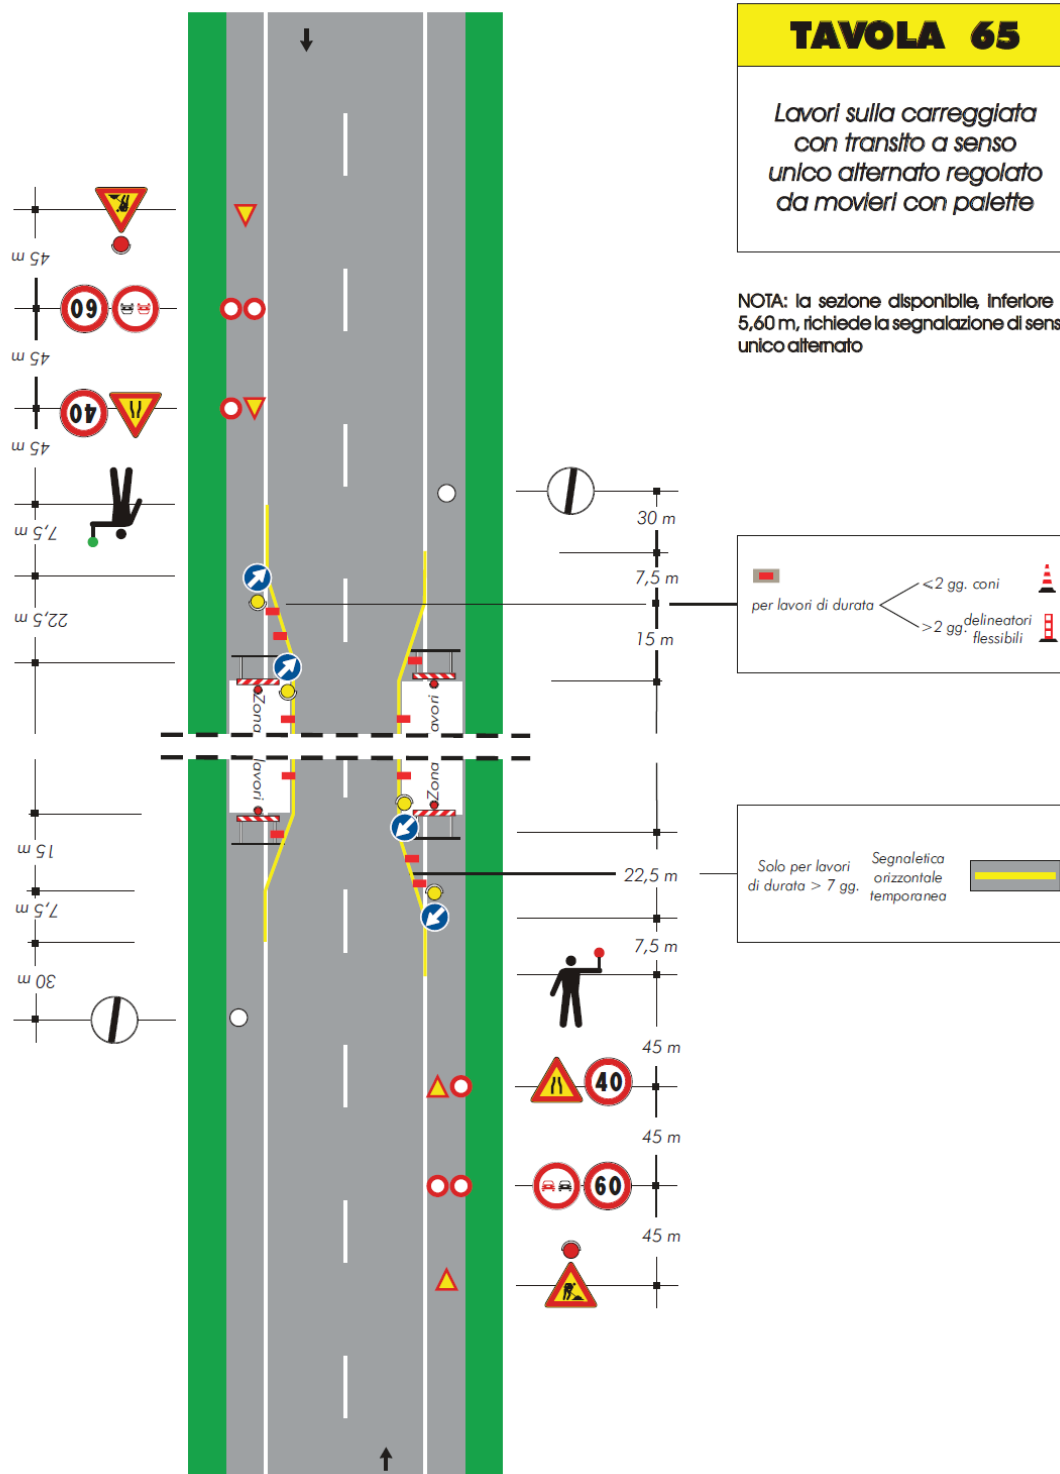 TAVOLA 65
Lavori sulla carreggiata
con transito a senso
unico alternato regolato
da movieri con palette
NOTA: la sezione disponibile, inferiore
5,60 m, richiede la segnalazione di sens
unico alternato
45 m
60
45 m
40
45 m
7,5 m
22,5 m
30 m
7,5 m
15 m
per lavori di durata
<2 gg. coni
>2 gg. delineatori
flessibili
Zona
lavori
Zona
lavori
15 m
7,5 m
30 m
22,5 m
7,5 m
Solo per lavori
di durata > 7 gg.
Segnaletica
orizzontale
temporanea
45 m
40
45 m
60
45 m